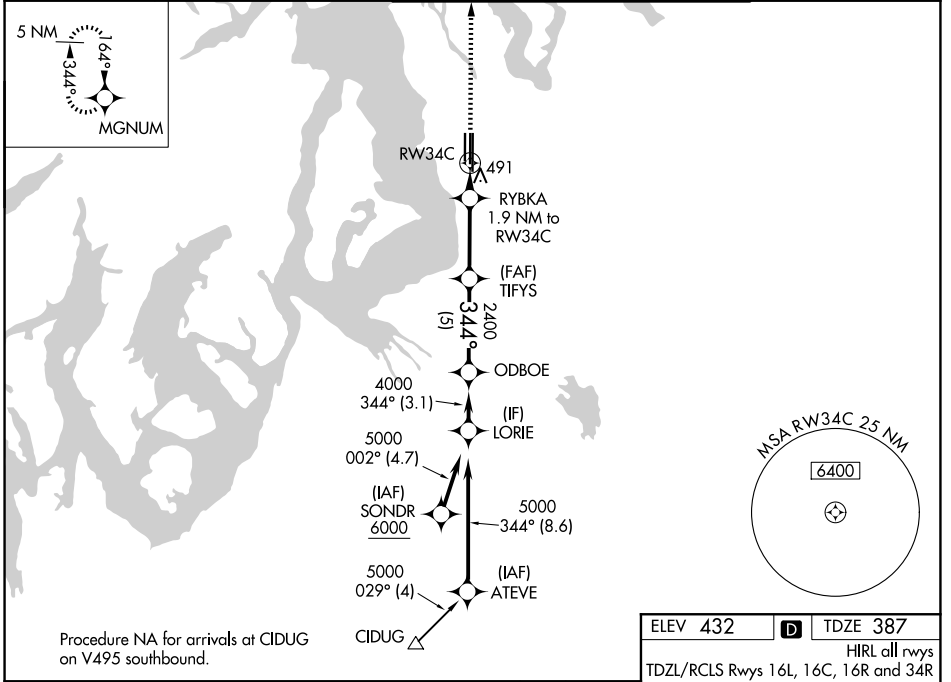 5 NM
344°
164°
MGNUM
RW34C
491
RYBKA
1.9 NM to
RW34C
(FAF)
TIFYS
2400
344°
(5)
ODBOE
4000
344° (3.1)
(IF)
LORIE
5000
002° (4.7)
(IAF)
SONDR
6000
5000
344° (8.6)
5000
029° (4)
(IAF)
ATEVE
CIDUG
Procedure NA for arrivals at CIDUG
on V495 southbound.
MSA RW34C 25 NM
6400
ELEV 432 D TDZE 387
HIRL all rwys
TDZL/RCLS Rwys 16L, 16C, 16R and 34R